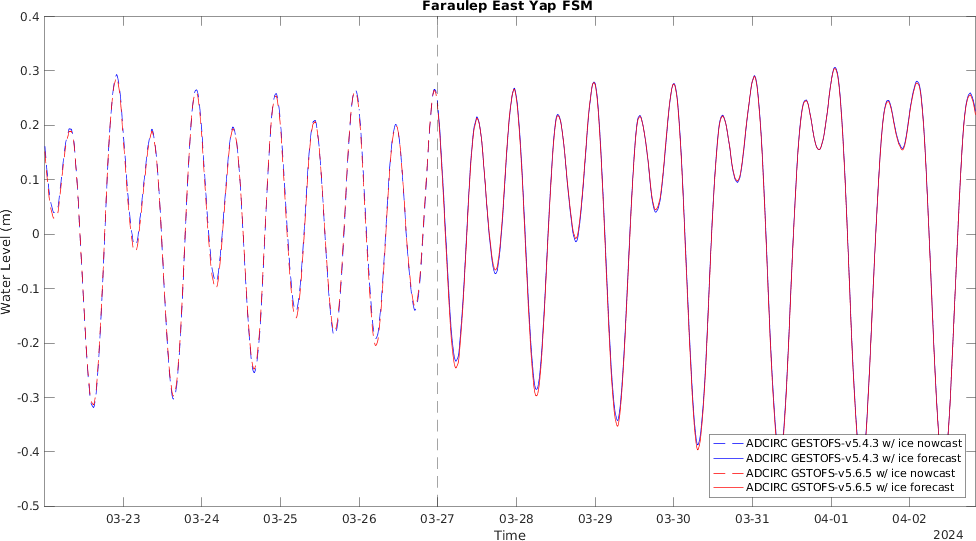 Faraulep East Yap FSM
0.4
0.3
0.2
0.1
0
-0.1
-0.2
-0.3
-0.4
-0.5
Water Level (m)
ADCIRC GESTOFS-v5.4.3 w/ ice nowcast
ADCIRC GESTOFS-v5.4.3 w/ ice forecast
ADCIRC GSTOFS-v5.6.5 w/ ice nowcast
ADCIRC GSTOFS-v5.6.5 w/ ice forecast
03-23 03-24 03-25 03-26 03-27 03-28 03-29 03-30 03-31 04-01 04-02
Time
2024